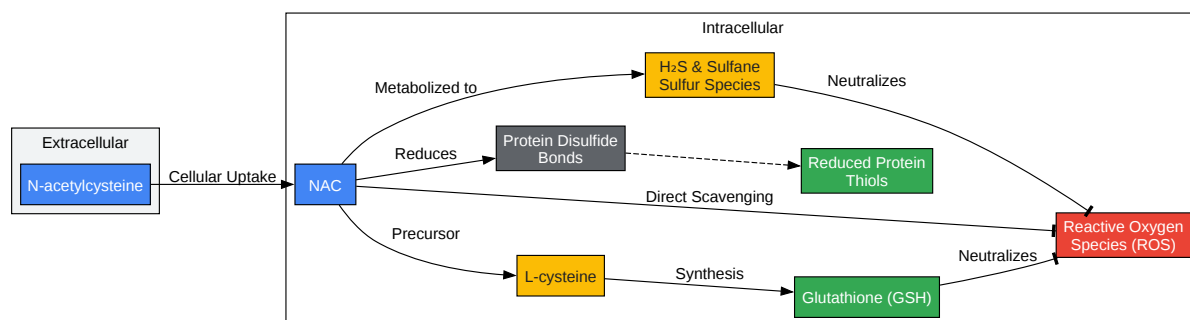 Intracellular
H₂S & Sulfane
Sulfur Species
Neutralizes
Metabolized to
Extracellular
N-acetylcysteine
Cellular Uptake
NAC
Reduces
Protein Disulfide
Bonds
Reduced Protein
Thiols
Direct Scavenging
Reactive Oxygen
Species (ROS)
Precursor
L-cysteine
Synthesis
Glutathione (GSH)
Neutralizes